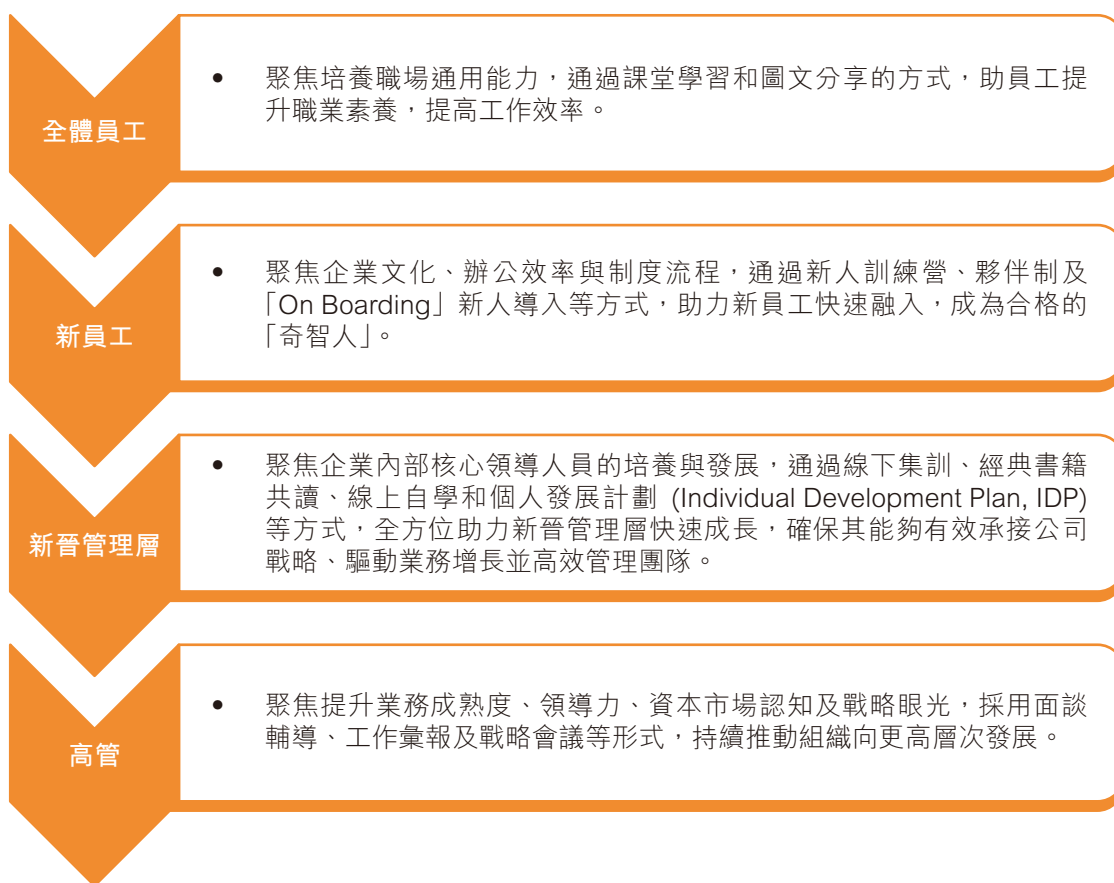 全體員工
• 聚焦培養職場通用能力，通過課堂學習和圖文分享的方式，助員工提
升職業素養，提高工作效率。
新員工
• 聚焦企業文化、辦公效率與制度流程，通過新人訓練營、夥伴制及
「On Boarding」新人導入等方式，助力新員工快速融入，成為合格的
「奇智人」。
新晉管理層
• 聚焦企業內部核心領導人員的培養與發展，通過線下集訓、經典書籍
共讀、線上自學和個人發展計劃 (Individual Development Plan, IDP)
等方式，全方位助力新晉管理層快速成長，確保其能夠有效承接公司
戰略、驅動業務增長並高效管理團隊。
高管
• 聚焦提升業務成熟度、領導力、資本市場認知及戰略眼光，採用面談
輔導、工作彙報及戰略會議等形式，持續推動組織向更高層次發展。